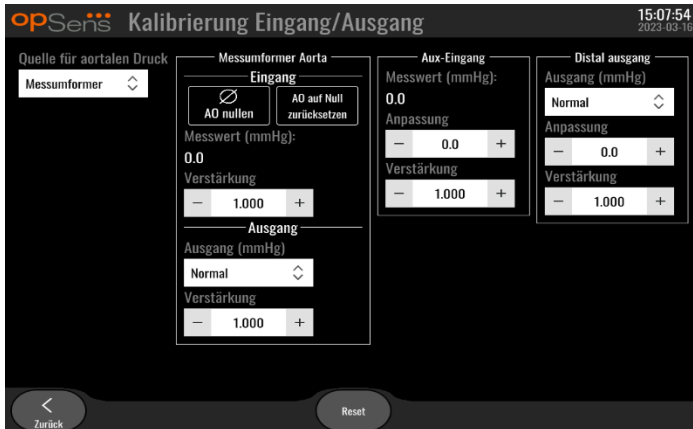 opSens Kalibrierung Eingang/Ausgang
15:07:54
2023-03-16
Quelle für aortalen Druck
Messumformer
Messumformer Aorta
Eingang
AO nullen
AO auf Null
zurücksetzen
Messwert (mmHg):
0.0
Verstärkung
− 1.000 +
Ausgang
Ausgang (mmHg)
Normal
Verstärkung
− 1.000 +
Aux-Eingang
Messwert (mmHg):
0.0
Anpassung
− 0.0 +
Verstärkung
− 1.000 +
Distal ausgang
Ausgang (mmHg)
Normal
Anpassung
− 0.0 +
Verstärkung
− 1.000 +
Zurück
Reset